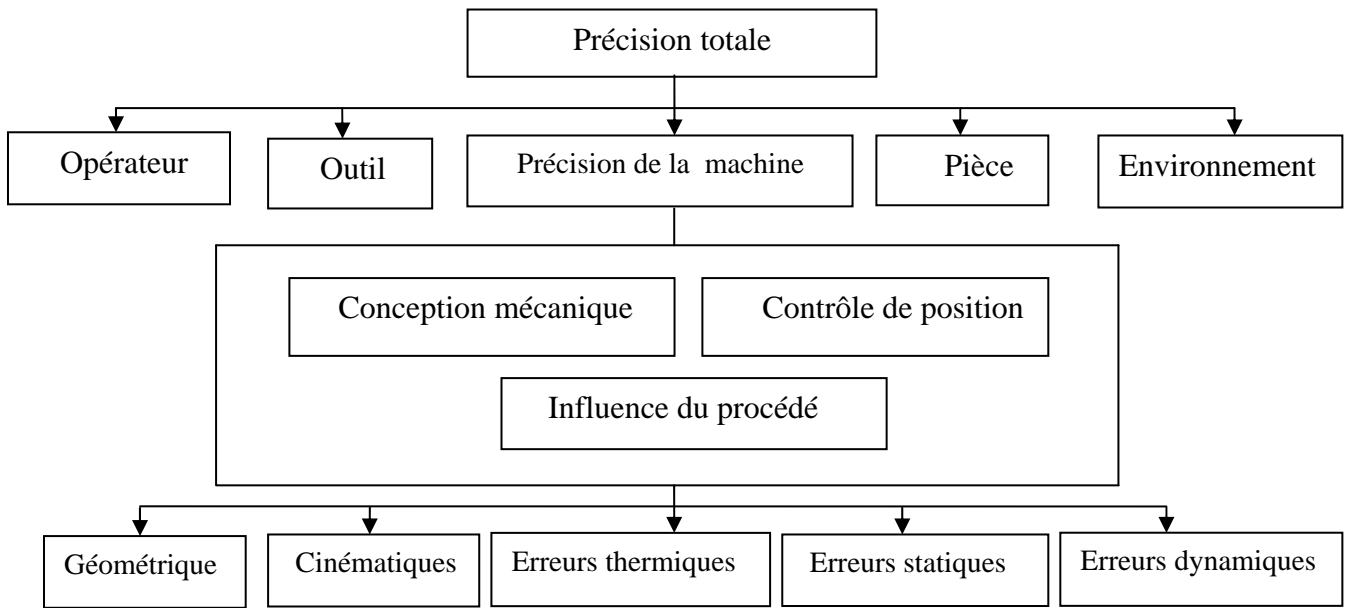 Précision totale
Opérateur
Outil
Précision de la machine
Pièce
Environnement
Conception mécanique
Contrôle de position
Influence du procédé
Géométrique
Cinématiques
Erreurs thermiques
Erreurs statiques
Erreurs dynamiques